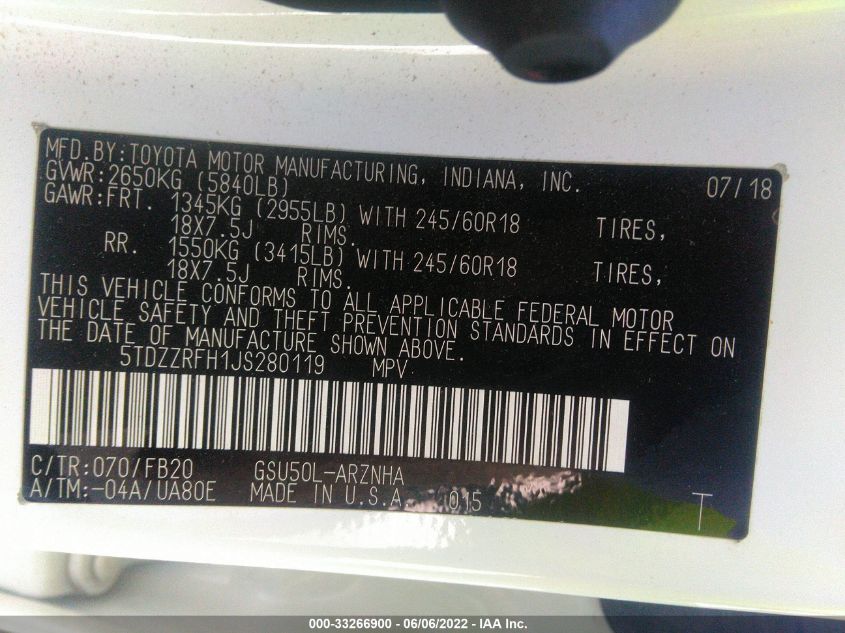 MFD.BY:TOYOTA MOTOR MANUFACTURING, INDIANA, INC. 07/18
GVWR:2650KG (5840LB)
GAWR:FRT. 1345KG (2955LB) WITH 245/60R18 TIRES,
18X7.5J RIMS.
RR. 1550KG (3415LB) WITH 245/60R18 TIRES,
18X7.5J RIMS.
THIS VEHICLE CONFORMS TO ALL APPLICABLE FEDERAL MOTOR
VEHICLE SAFETY AND THEFT PREVENTION STANDARDS IN EFFECT ON
THE DATE OF MANUFACTURE SHOWN ABOVE.
5TDZZRFH1JS280119 MPV
C/TR:070/FB20 GSU50L-ARZNHA
A/TM:-04A/UA80E MADE IN U.S.A. 015 T
000-33266900 - 06/06/2022 - IAA Inc.